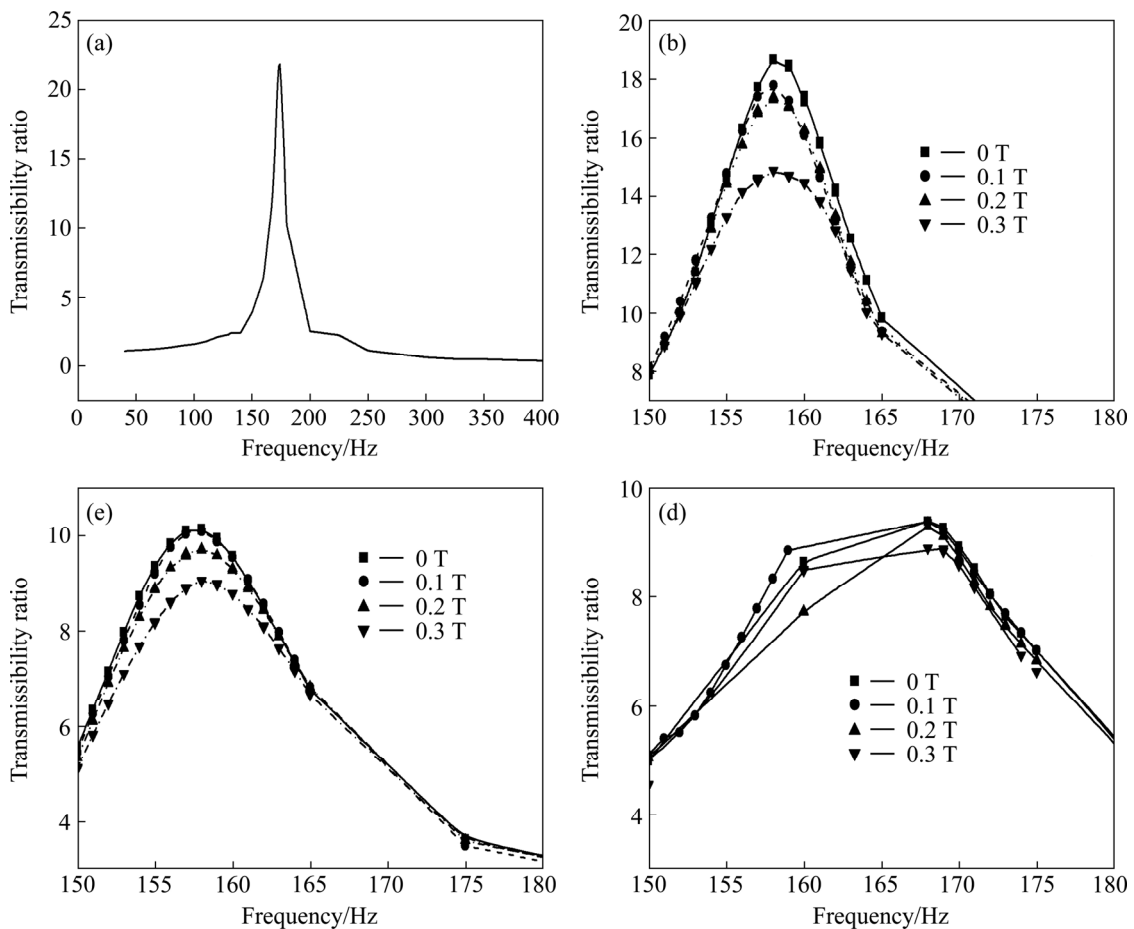 (a)
25
20
15
10
5
0
Transmissibility ratio
0 50 100 150 200 250 300 350 400
Frequency/Hz
(b)
20
18
16
14
12
10
8
Transmissibility ratio
0 T
0.1 T
0.2 T
0.3 T
150 155 160 165 170 175 180
Frequency/Hz
(e)
10
8
6
4
Transmissibility ratio
0 T
0.1 T
0.2 T
0.3 T
150 155 160 165 170 175 180
Frequency/Hz
(d)
10
8
6
4
Transmissibility ratio
0 T
0.1 T
0.2 T
0.3 T
150 155 160 165 170 175 180
Frequency/Hz